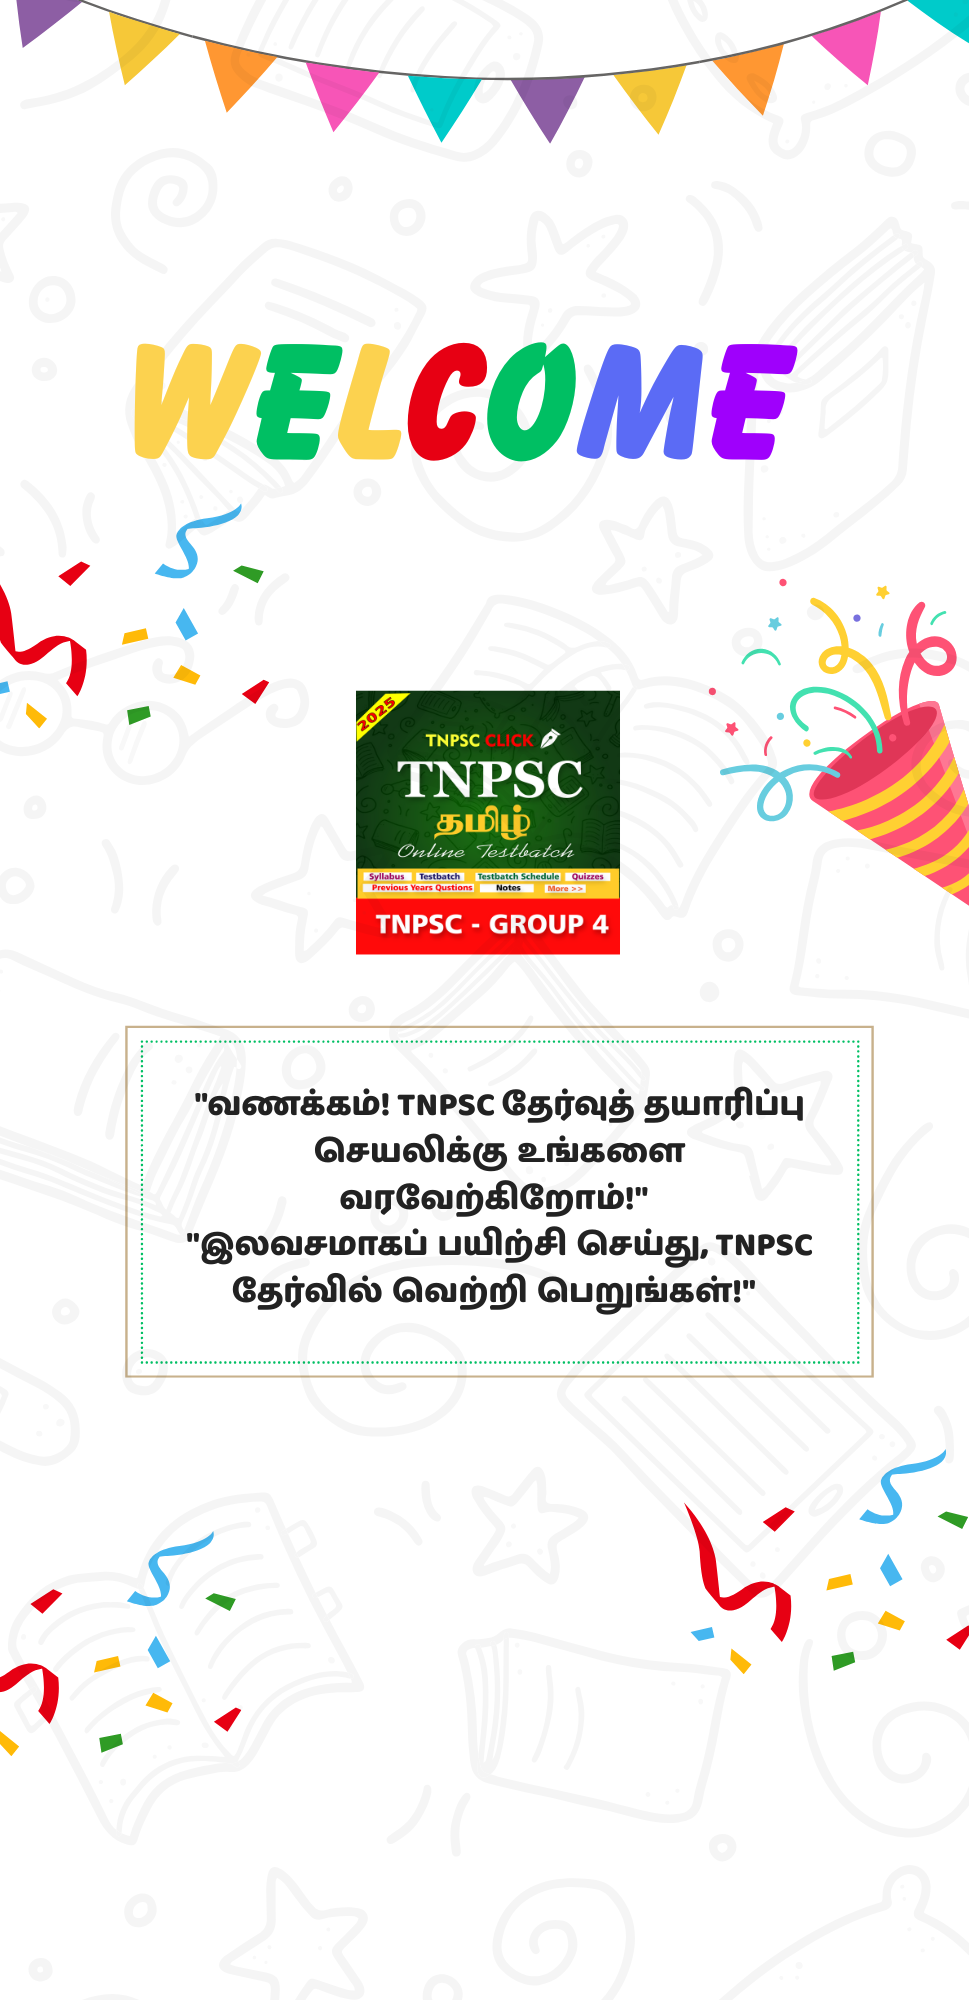 WELCOME
2025
TNPSC CLICK
TNPSC
தமிழ்
Online Testbatch
Syllabus Testbatch Testbatch Schedule Quizzes
Previous Years Qustions Notes More >>
TNPSC - GROUP 4
"வணக்கம்! TNPSC தேர்வுத் தயாரிப்பு
செயலிக்கு உங்களை
வரவேற்கிறோம்!"
"இலவசமாகப் பயிற்சி செய்து, TNPSC
தேர்வில் வெற்றி பெறுங்கள்!"